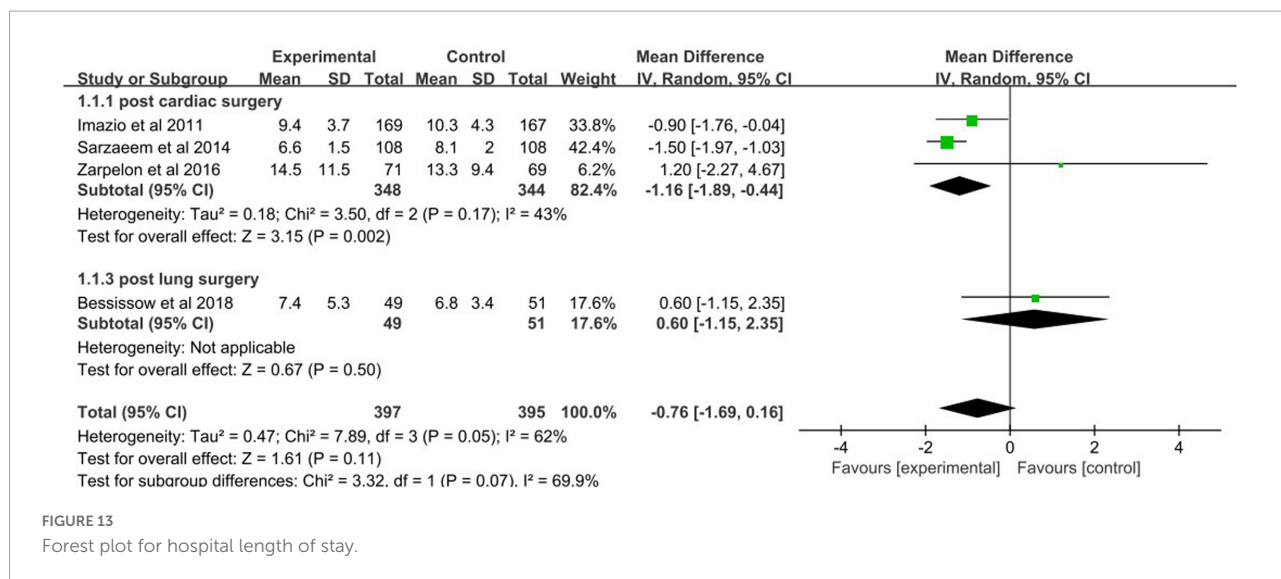 Experimental Control Mean Difference Mean Difference
Study or Subgroup Mean SD Total Mean SD Total Weight IV, Random, 95% CI IV, Random, 95% CI
1.1.1 post cardiac surgery
Imazio et al 2011 9.4 3.7 169 10.3 4.3 167 33.8% -0.90 [-1.76, -0.04]
Sarzaeem et al 2014 6.6 1.5 108 8.1 2 108 42.4% -1.50 [-1.97, -1.03]
Zarpelon et al 2016 14.5 11.5 71 13.3 9.4 69 6.2% 1.20 [-2.27, 4.67]
Subtotal (95% CI) 348 344 82.4% -1.16 [-1.89, -0.44]
Heterogeneity: Tau² = 0.18; Chi² = 3.50, df = 2 (P = 0.17); I² = 43%
Test for overall effect: Z = 3.15 (P = 0.002)
1.1.3 post lung surgery
Bessissow et al 2018 7.4 5.3 49 6.8 3.4 51 17.6% 0.60 [-1.15, 2.35]
Subtotal (95% CI) 49 51 17.6% 0.60 [-1.15, 2.35]
Heterogeneity: Not applicable
Test for overall effect: Z = 0.67 (P = 0.50)
Total (95% CI) 397 395 100.0% -0.76 [-1.69, 0.16]
Heterogeneity: Tau² = 0.47; Chi² = 7.89, df = 3 (P = 0.05); I² = 62%
Test for overall effect: Z = 1.61 (P = 0.11)
Test for subgroup differences: Chi² = 3.32, df = 1 (P = 0.07), I² = 69.9%
-4 -2 0 2 4
Favours [experimental] Favours [control]
FIGURE 13
Forest plot for hospital length of stay.